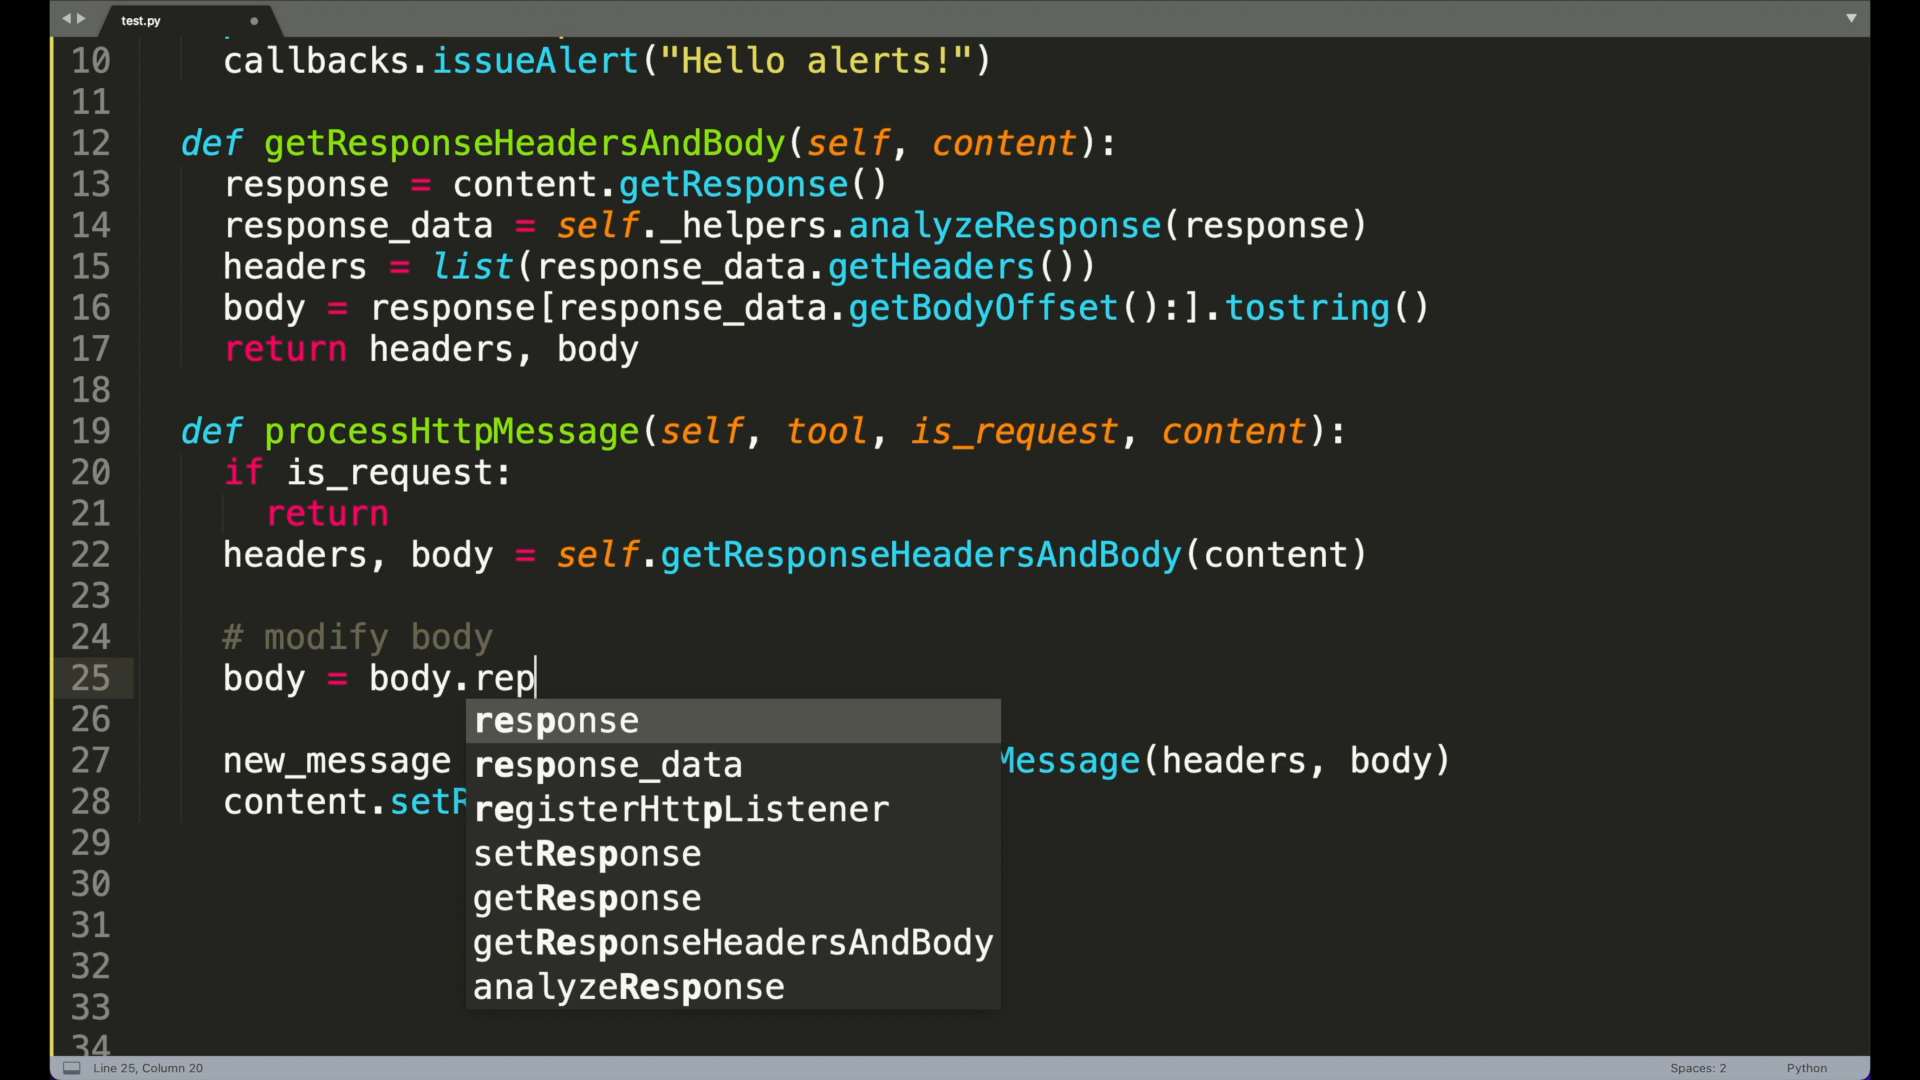 test.py
10 callbacks.issueAlert("Hello alerts!")
11
12 def getResponseHeadersAndBody(self, content):
13 response = content.getResponse()
14 response_data = self._helpers.analyzeResponse(response)
15 headers = list(response_data.getHeaders())
16 body = response[response_data.getBodyOffset():].tostring()
17 return headers, body
18
19 def processHttpMessage(self, tool, is_request, content):
20 if is_request:
21 return
22 headers, body = self.getResponseHeadersAndBody(content)
23
24 # modify body
25 body = body.rep
26 response
response_data
27 new_message Message(headers, body)
registerHttpListener
28 content.setR
29 setResponse
30 getResponse
31 getResponseHeadersAndBody
32 analyzeResponse
33
34
Line 25, Column 20 Spaces: 2 Python